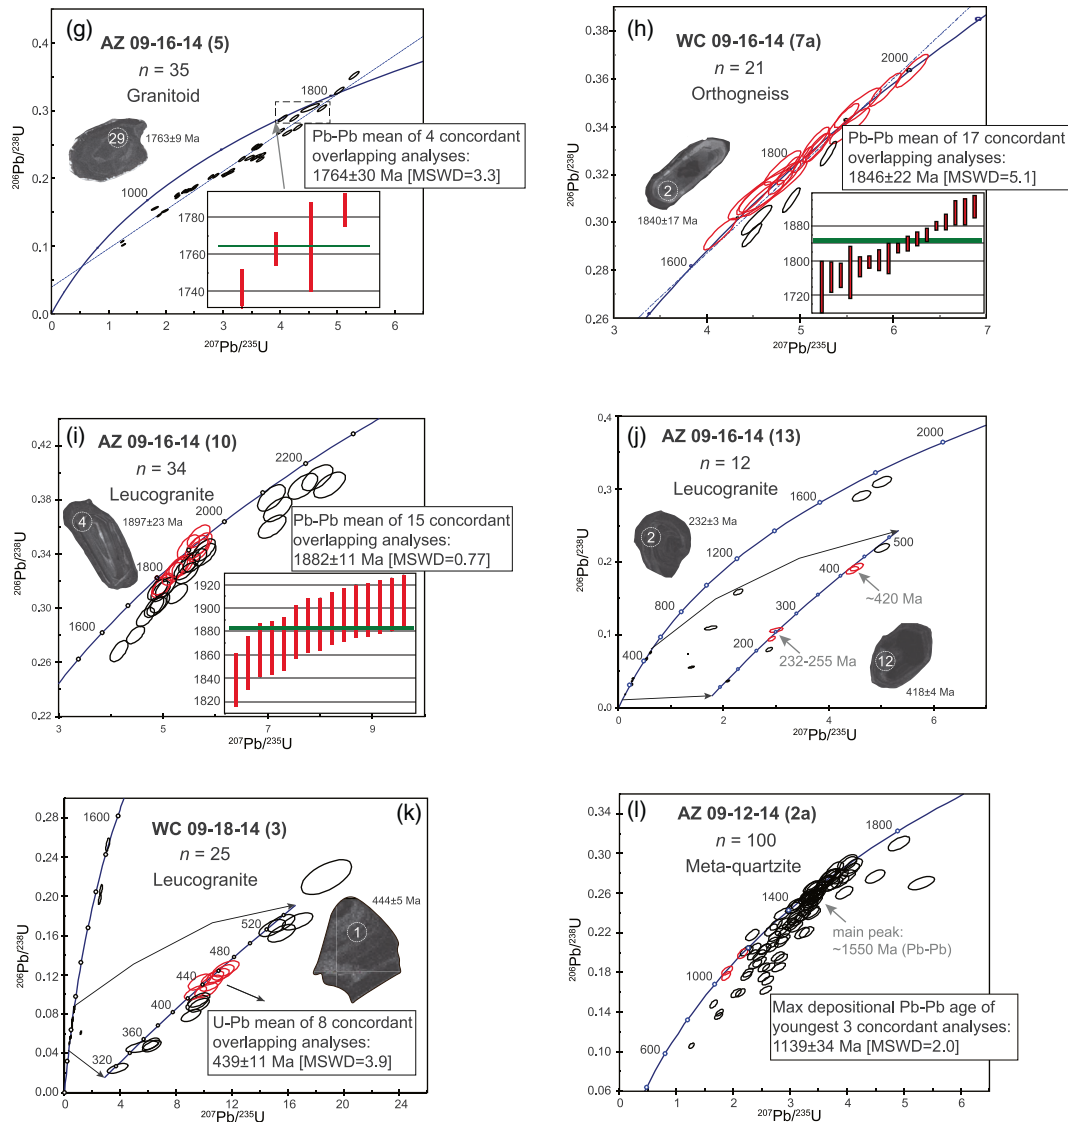 (g)
AZ 09-16-14 (5)
n = 35
Granitoid
29
1763±9 Ma
1000
1800
Pb-Pb mean of 4 concordant
overlapping analyses:
1764±30 Ma [MSWD=3.3]
1780
1760
1740
0.4
0.3
0.2
0.1
0.0
0
1
2
3
4
5
6
206Pb/238U
207Pb/235U
(h)
WC 09-16-14 (7a)
n = 21
Orthogneiss
2
1840±17 Ma
1600
1800
2000
Pb-Pb mean of 17 concordant
overlapping analyses:
1846±22 Ma [MSWD=5.1]
1880
1800
1720
0.38
0.36
0.34
0.32
0.30
0.28
0.26
3
4
5
6
7
206Pb/238U
207Pb/235U
(i)
AZ 09-16-14 (10)
n = 34
Leucogranite
4
1897±23 Ma
1600
1800
2000
2200
Pb-Pb mean of 15 concordant
overlapping analyses:
1882±11 Ma [MSWD=0.77]
1920
1900
1880
1860
1840
1820
0.42
0.38
0.34
0.30
0.26
0.22
3
5
7
9
206Pb/238U
207Pb/235U
(j)
AZ 09-16-14 (13)
n = 12
Leucogranite
2
232±3 Ma
400
800
1200
1600
2000
200
300
400
500
~420 Ma
232-255 Ma
12
418±4 Ma
0.4
0.3
0.2
0.1
0.0
0
2
4
6
206Pb/238U
207Pb/235U
(k)
WC 09-18-14 (3)
n = 25
Leucogranite
1600
444±5 Ma
1
320
360
400
440
480
520
U-Pb mean of 8 concordant
overlapping analyses:
439±11 Ma [MSWD=3.9]
0.28
0.24
0.20
0.16
0.12
0.08
0.04
0.00
0
4
8
12
16
20
24
206Pb/238U
207Pb/235U
(l)
AZ 09-12-14 (2a)
n = 100
Meta-quartzite
600
1000
1400
1800
main peak:
~1550 Ma (Pb-Pb)
Max depositional Pb-Pb age of
youngest 3 concordant analyses:
1139±34 Ma [MSWD=2.0]
0.34
0.30
0.26
0.22
0.18
0.14
0.10
0.06
0
1
2
3
4
5
6
206Pb/238U
207Pb/235U